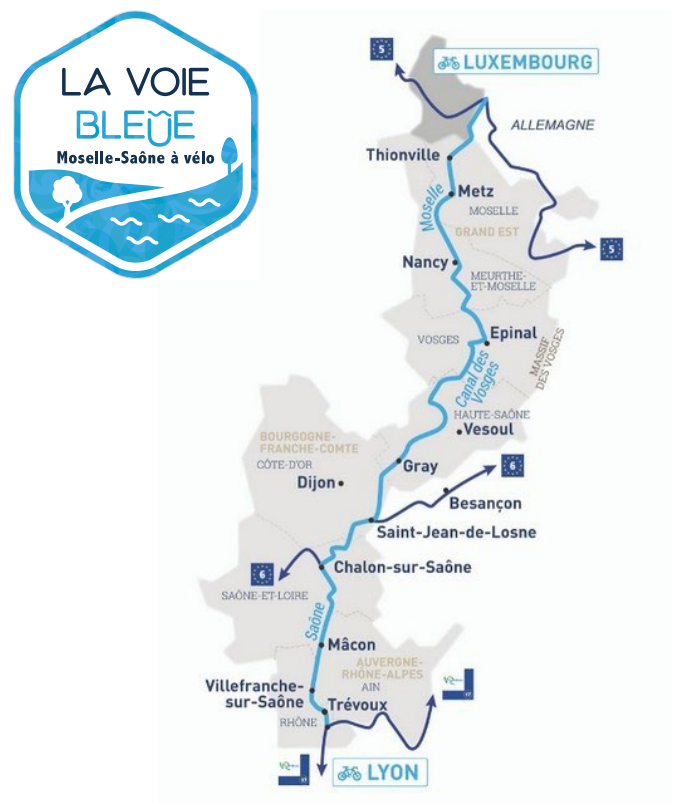 LA VOIE
BLEUE
Moselle-Saône à vélo
5
LUXEMBOURG
ALLEMAGNE
Thionville
Metz
Moselle
MOSELLE
GRAND EST
5
Nancy
MEURTHE-
ET-MOSELLE
VOSGES
Epinal
MASSIF
DES VOSGES
Canal des
Vosges
HAUTE-SAÔNE
Vesoul
BOURGOGNE-
FRANCHE-COMTE
CÔTE-D'OR
Gray
6
Dijon
Besançon
Saint-Jean-de-Losne
Chalon-sur-Saône
6
SAÔNE-ET-LOIRE
Saône
Mâcon
AUVERGNE-
RHÔNE-ALPES
AIN
Villefranche-
sur-Saône
Trévoux
RHÔNE
LYON